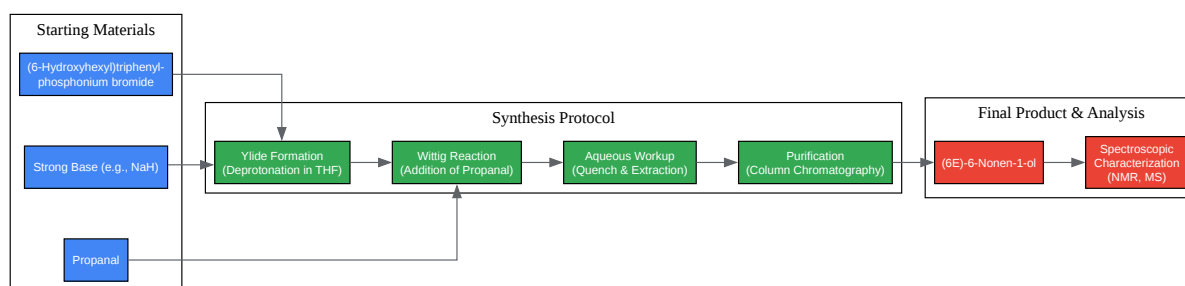 Starting Materials
(6-Hydroxyhexyl)triphenyl-
phosphonium bromide
Strong Base (e.g., NaH)
Propanal
Synthesis Protocol
Ylide Formation
(Deprotonation in THF)
Wittig Reaction
(Addition of Propanal)
Aqueous Workup
(Quench & Extraction)
Purification
(Column Chromatography)
Final Product & Analysis
(6E)-6-Nonen-1-ol
Spectroscopic
Characterization
(NMR, MS)